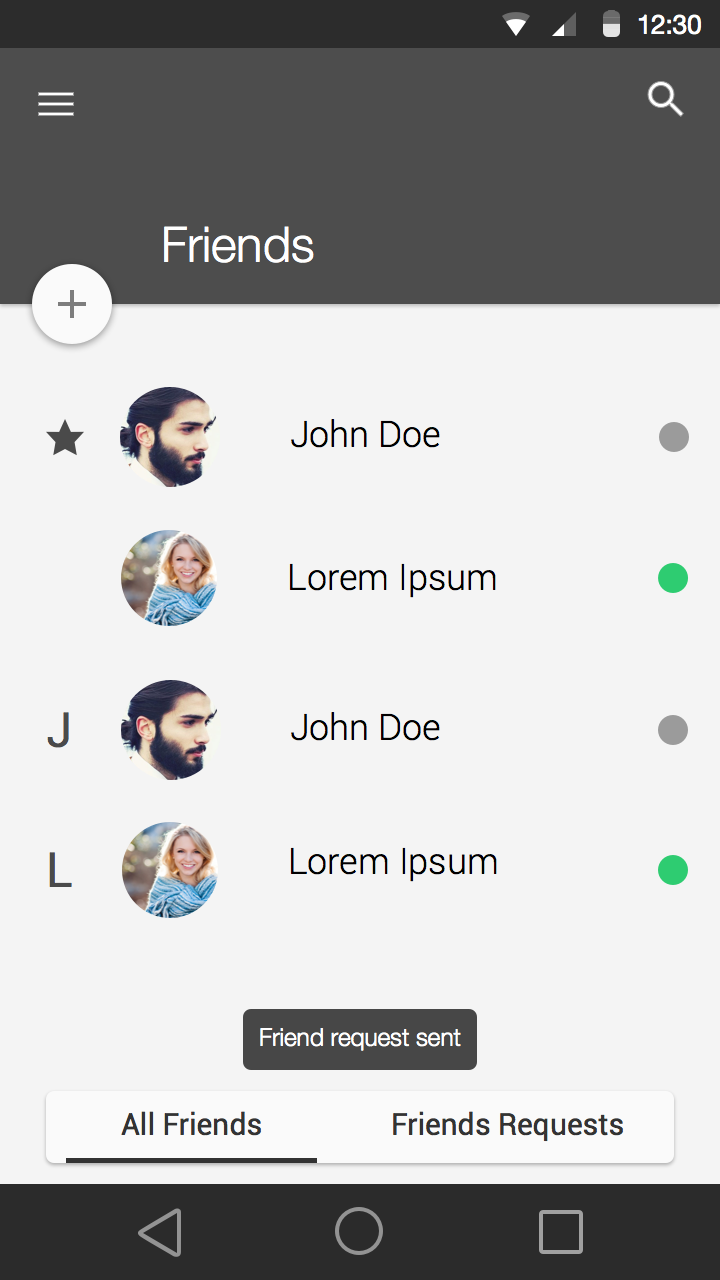 12:30
Friends
John Doe
Lorem Ipsum
J John Doe
L Lorem Ipsum
Friend request sent
All Friends Friends Requests